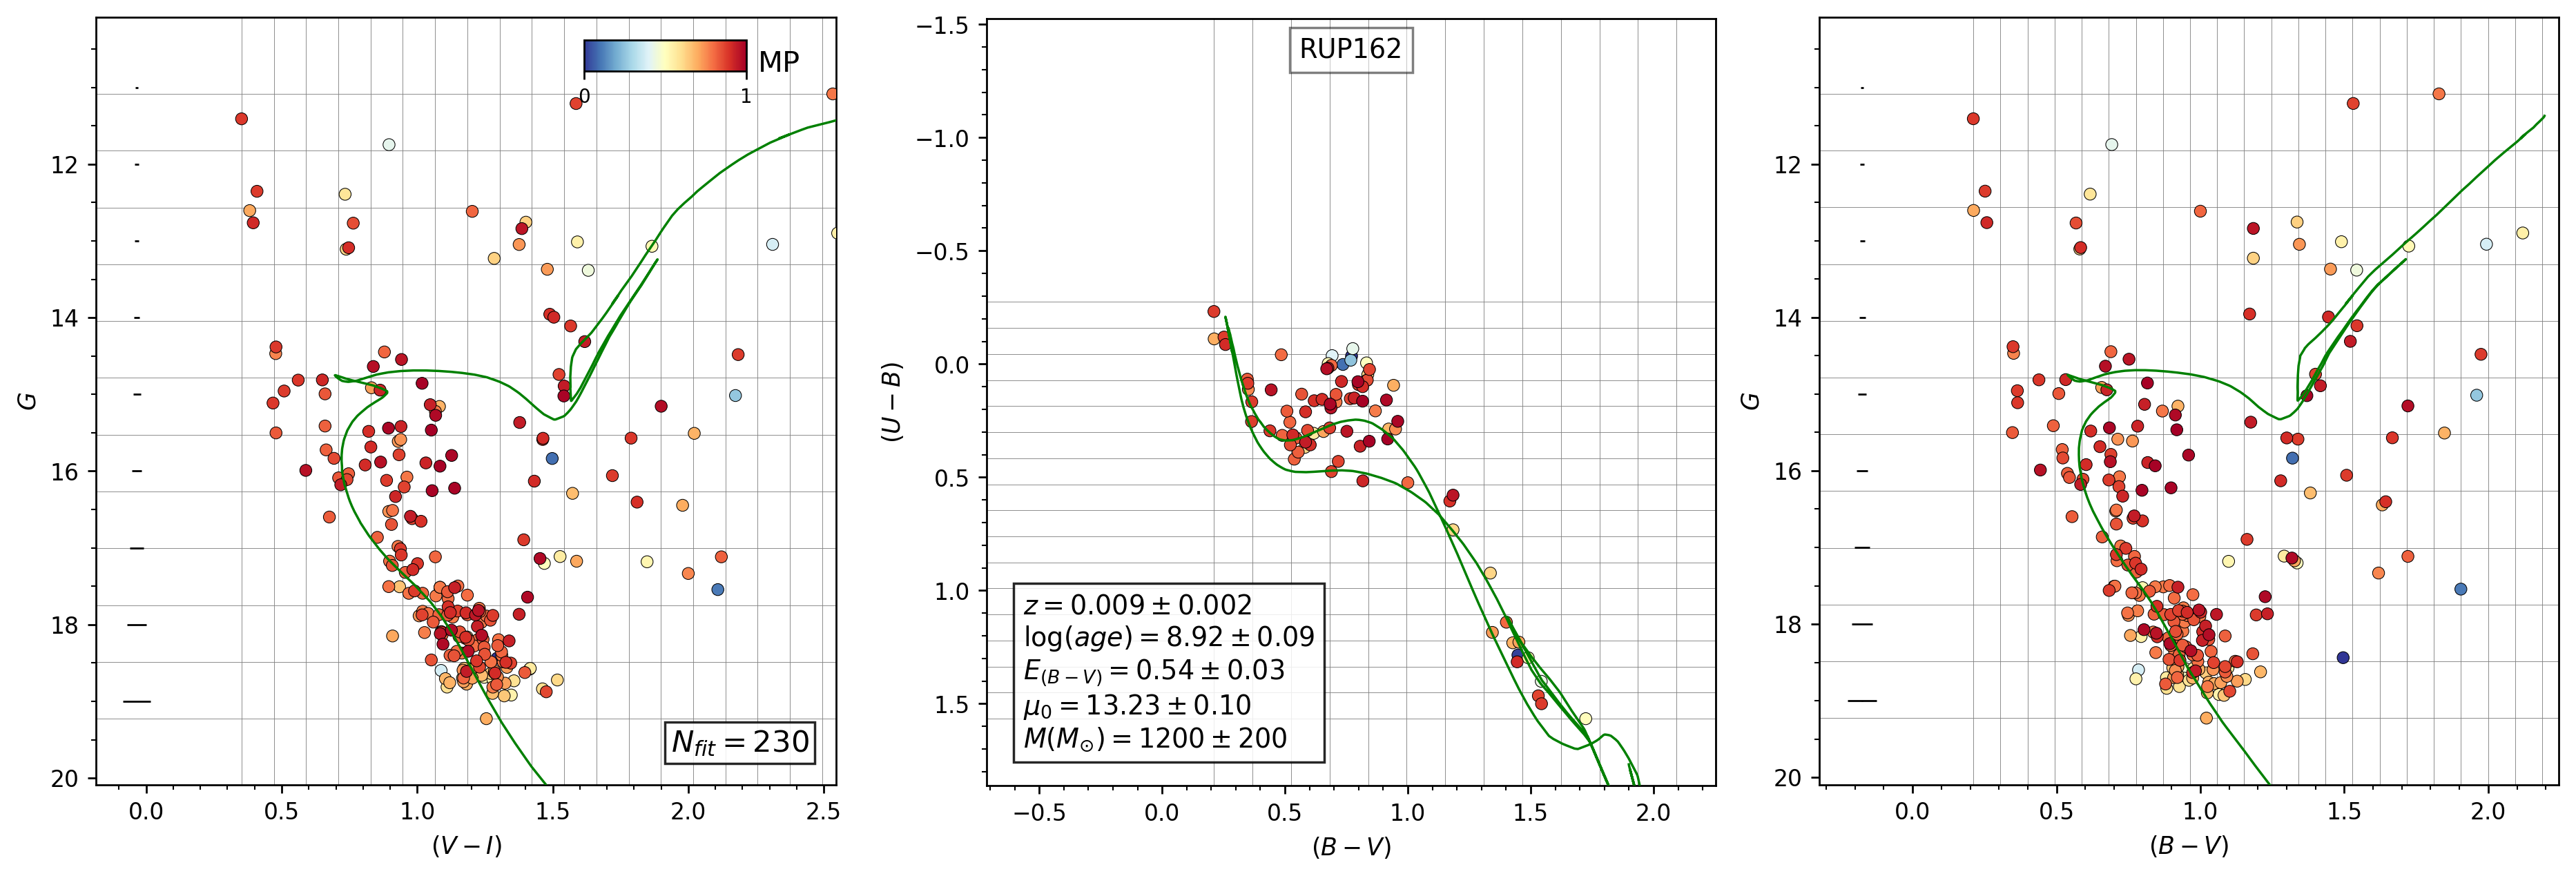 MP
0 1
12
14
16
18
20
G
0.0 0.5 1.0 1.5 2.0 2.5
(V − I)
N_{fit} = 230
RUP162
−1.5
−1.0
−0.5
0.0
0.5
1.0
1.5
(U − B)
z = 0.009 ± 0.002
log(age) = 8.92 ± 0.09
E_{(B−V)} = 0.54 ± 0.03
μ_0 = 13.23 ± 0.10
M(M_⊙) = 1200 ± 200
−0.5 0.0 0.5 1.0 1.5 2.0
(B − V)
12
14
16
18
20
G
0.0 0.5 1.0 1.5 2.0
(B − V)